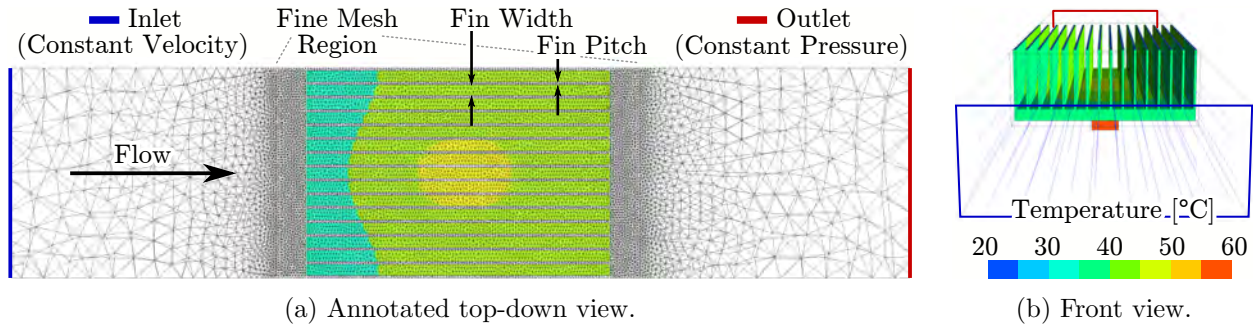 Inlet
(Constant Velocity)
Fine Mesh
Region
Fin Width
Fin Pitch
Outlet
(Constant Pressure)
Flow
Temperature [°C]
20 30 40 50 60
(a) Annotated top-down view.
(b) Front view.